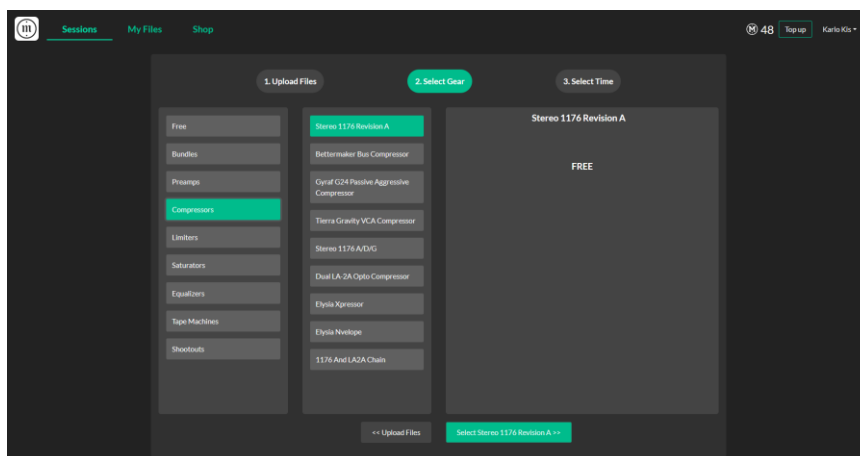 m
Sessions
My Files
Shop
M 48
Top up
Karlo Kis
1. Upload Files
2. Select Gear
3. Select Time
Free
Bundles
Preamps
Compressors
Limiters
Saturators
Equalizers
Tape Machines
Shootouts
Stereo 1176 Revision A
Bettermaker Bus Compressor
Gyraf G24 Passive Aggressive
Compressor
Tierra Gravity VCA Compressor
Stereo 1176 A/D/G
Dual LA-2A Opto Compressor
Elysia Xpressor
Elysia Nvelope
1176 And LA2A Chain
Stereo 1176 Revision A
FREE
<< Upload Files
Select Stereo 1176 Revision A >>